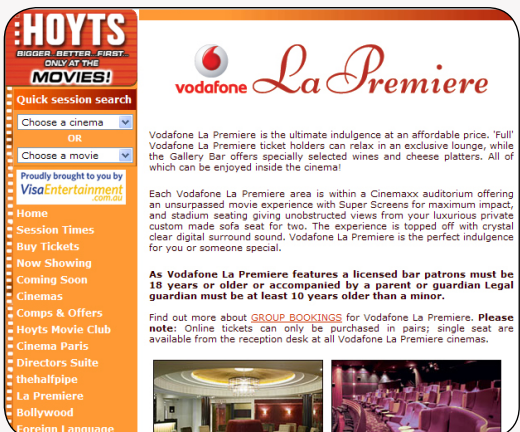 HOYTS
BIGGER BETTER FIRST
ONLY AT THE
MOVIES!
Quick session search
Choose a cinema
OR
Choose a movie
Proudly brought to you by
VisaEntertainment
.com.au
Home
Session Times
Buy Tickets
Now Showing
Coming Soon
Cinemas
Comps & Offers
Hoyts Movie Club
Cinema Paris
Directors Suite
thehalfpipe
La Premiere
Bollywood
Foreign Language
vodafone La Premiere
Vodafone La Premiere is the ultimate indulgence at an affordable price. 'Full'
Vodafone La Premiere ticket holders can relax in an exclusive lounge, while
the Gallery Bar offers specially selected wines and cheese platters. All of
which can be enjoyed inside the cinema!
Each Vodafone La Premiere area is within a Cinemaxx auditorium offering
an unsurpassed movie experience with Super Screens for maximum impact,
and stadium seating giving unobstructed views from your luxurious private
custom made sofa seat for two. The experience is topped off with crystal
clear digital surround sound. Vodafone La Premiere is the perfect indulgence
for you or someone special.
As Vodafone La Premiere features a licensed bar patrons must be
18 years or older or accompanied by a parent or guardian Legal
guardian must be at least 10 years older than a minor.
Find out more about GROUP BOOKINGS for Vodafone La Premiere. Please
note: Online tickets can only be purchased in pairs; single seat are
available from the reception desk at all Vodafone La Premiere cinemas.